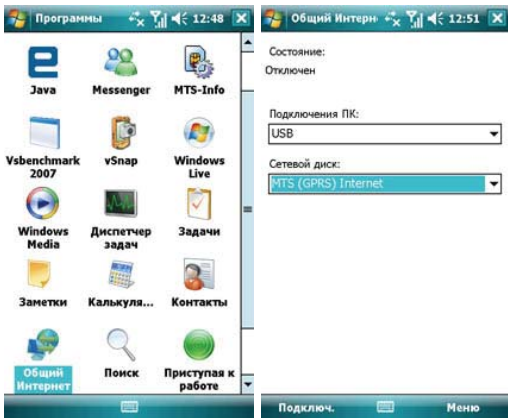 Программы 12:48
Java Messenger MTS-Info
Vsbenchmark 2007 vSnap Windows Live
Windows Media Диспетчер задач Задачи
Заметки Калькуля... Контакты
Общий Интернет Поиск Приступая к работе
Общий Интерн 12:51
Состояние:
Отключен
Подключения ПК:
USB
Сетевой диск:
MTS (GPRS) Internet
Подключ. Меню